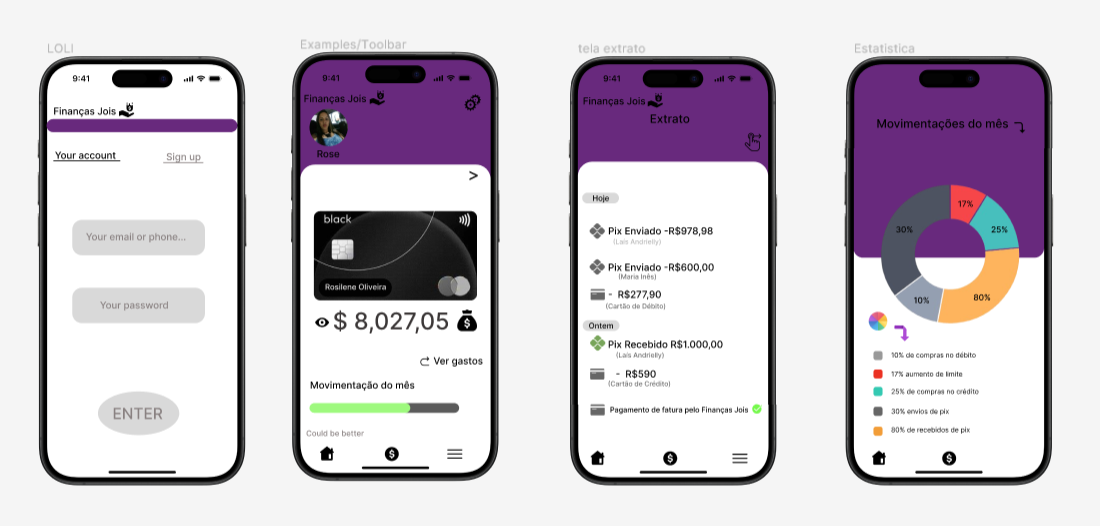 LOLI
9:41
Finanças Jois
Your account
Sign up
Your email or phone...
Your password
ENTER
Examples/Toolbar
9:41
Finanças Jois
Rose
>
black
Rosilene Oliveira
$ 8,027,05
Ver gastos
Movimentação do mês
Could be better
tela extrato
9:41
Finanças Jois
Extrato
Hoje
Pix Enviado -R$978,98
(Laís Andrielly)
Pix Enviado -R$600,00
(Maria Inês)
- R$277,90
(Cartão de Débito)
Ontem
Pix Recebido R$1.000,00
(Laís Andrielly)
- R$590
(Cartão de Crédito)
Pagamento de fatura pelo Finanças Jois
Estatistica
9:41
Movimentações do mês
17%
25%
30%
10%
80%
10% de compras no débito
17% aumento de limite
25% de compras no crédito
30% envios de pix
80% de recebidos de pix